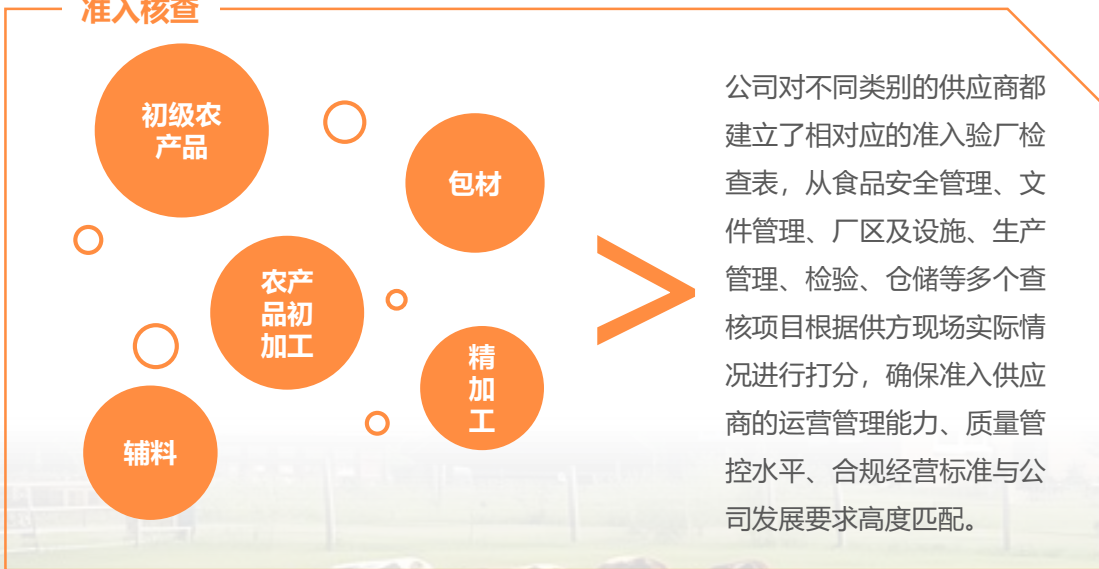 准入核查
初级农
产品
包材
农产
品初
加工
精
加
工
辅料
公司对不同类别的供应商都
建立了相对应的准入验厂检
查表，从食品安全管理、文
件管理、厂区及设施、生产
管理、检验、仓储等多个查
核项目根据供方现场实际情
况进行打分，确保准入供应
商的运营管理能力、质量管
控水平、合规经营标准与公
司发展要求高度匹配。